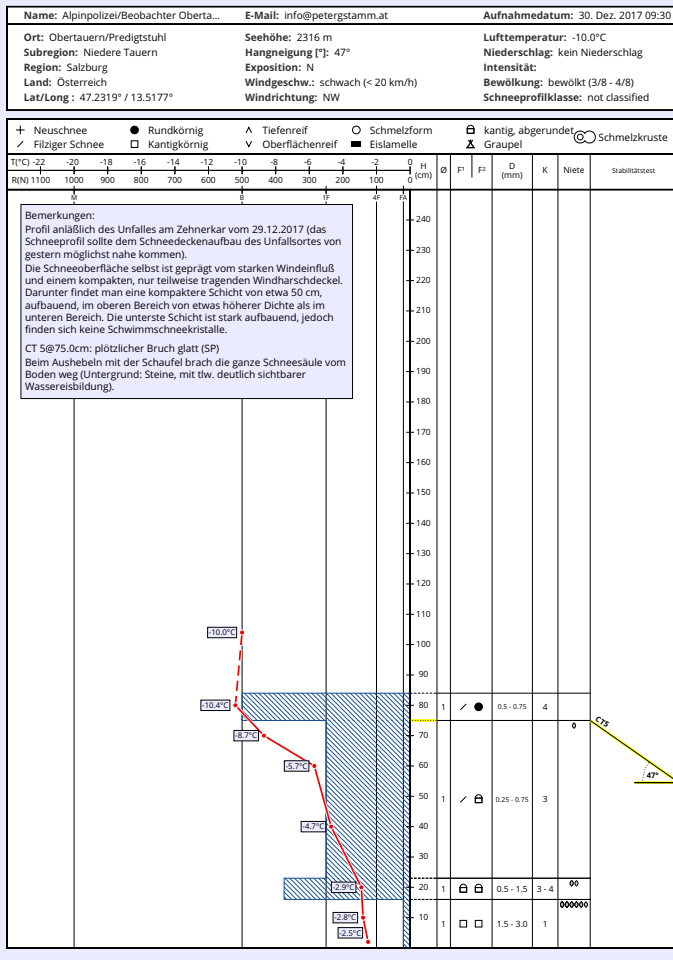 Name: Alpinpolizei/Beobachter Oberta... E-Mail: info@petergstamm.at Aufnahmedatum: 30. Dez. 2017 09:30
Ort: Obertauern/Predigtstuhl Seehöhe: 2316 m Lufttemperatur: -10.0°C
Subregion: Niedere Tauern Hangneigung [°]: 47° Niederschlag: kein Niederschlag
Region: Salzburg Exposition: N Intensität:
Land: Österreich Windgeschw.: schwach (< 20 km/h) Bewölkung: bewölkt (3/8 - 4/8)
Lat/Long : 47.2319° / 13.5177° Windrichtung: NW Schneeprofilklasse: not classified
Neuschnee Rundkörnig Tiefenreif Schmelzform kantig, abgerundet Schmelzkruste
Filziger Schnee Kantigkörnig Oberflächenreif Eislamelle Graupel
T(°C) -22 -20 -18 -16 -14 -12 -10 -8 -6 -4 -2 0 H (cm) Ø F¹ F² D (mm) K Niete Stabilitätstest
R(N) 1100 1000 900 800 700 600 500 400 300 200 100 0
M B 1F 4F FA
Bemerkungen:
Profil anläßlich des Unfalles am Zehnerkar vom 29.12.2017 (das
Schneeprofil sollte dem Schneedeckenaufbau des Unfallsortes von
gestern möglichst nahe kommen).
Die Schneeoberfläche selbst ist geprägt vom starken Windeinfluß
und einem kompakten, nur teilweise tragenden Windharschdeckel.
Darunter findet man eine kompaktere Schicht von etwa 50 cm,
aufbauend, im oberen Bereich von etwas höherer Dichte als im
unteren Bereich. Die unterste Schicht ist stark aufbauend, jedoch
finden sich keine Schwimmschneekristalle.
CT 5@75.0cm: plötzlicher Bruch glatt (SP)
Beim Ausheben mit der Schaufel brach die ganze Schneesäule vom
Boden weg (Untergrund: Steine, mit tlw. deutlich sichtbarer
Wassereisbildung).
240
230
220
210
200
190
180
170
160
150
140
130
120
110
-10.0°C
100
90
-10.4°C 80 1 0.5 - 0.75 4
CT5
-8.7°C 70
-5.7°C 60
47°
50 1 0.25 - 0.75 3
-4.7°C 40
30
-2.9°C 20 1 0.5 - 1.5 3 - 4
-2.8°C 10 1 1.5 - 3.0 1
-2.5°C